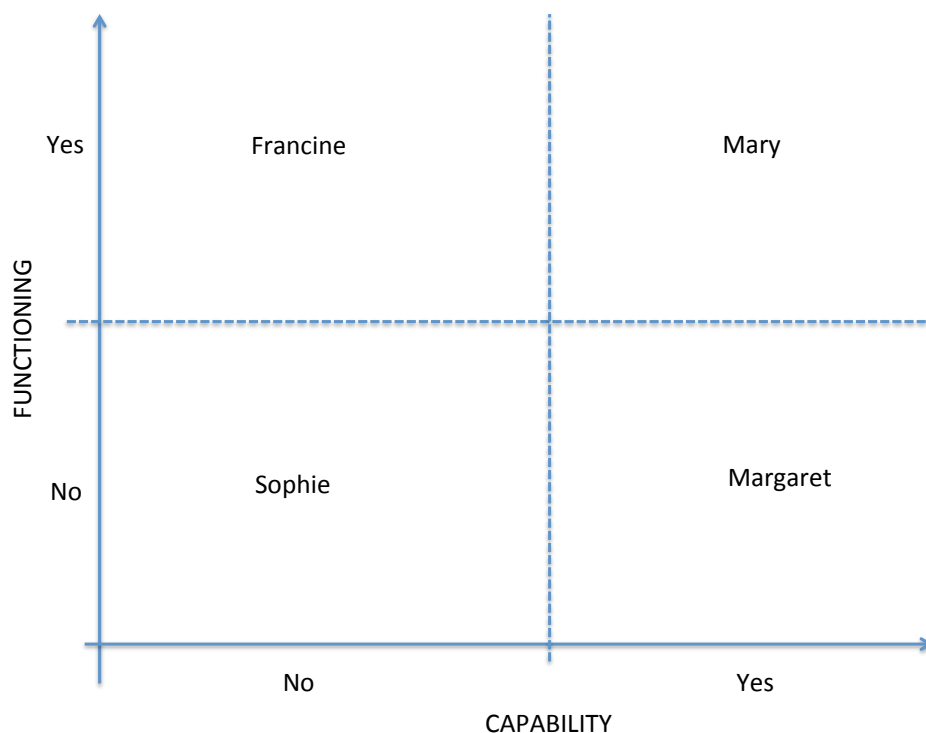 Yes
Francine
Mary
FUNCTIONING
No
Sophie
Margaret
No
Yes
CAPABILITY